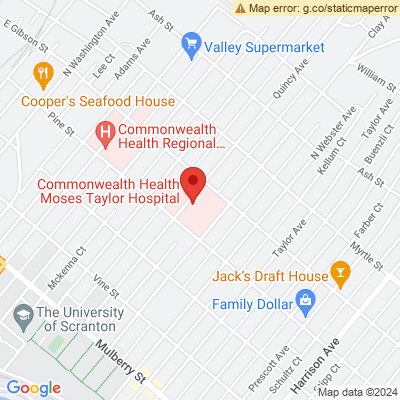 Map error: g.co/staticmaperror
E Gibson St
N Washington Ave
Lee Ct
Adams Ave
Ash St
Valley Supermarket
Clay A
William St
Quincy Ave
Cooper's Seafood House
Pine St
Commonwealth
Health Regional...
N Webster Ave
Kellum Ct
Taylor Ave
Buenzli Ct
Ash St
Commonwealth Health
Moses Taylor Hospital
Farber Ct
Taylor Ave
Myrtle St
Mckenna Ct
Vine St
Jack's Draft House
Family Dollar
The University
of Scranton
Mulberry St
Prescott Ave
Schultz Ct
Harrison Ave
Cipp Ct
Google
Map data ©2024